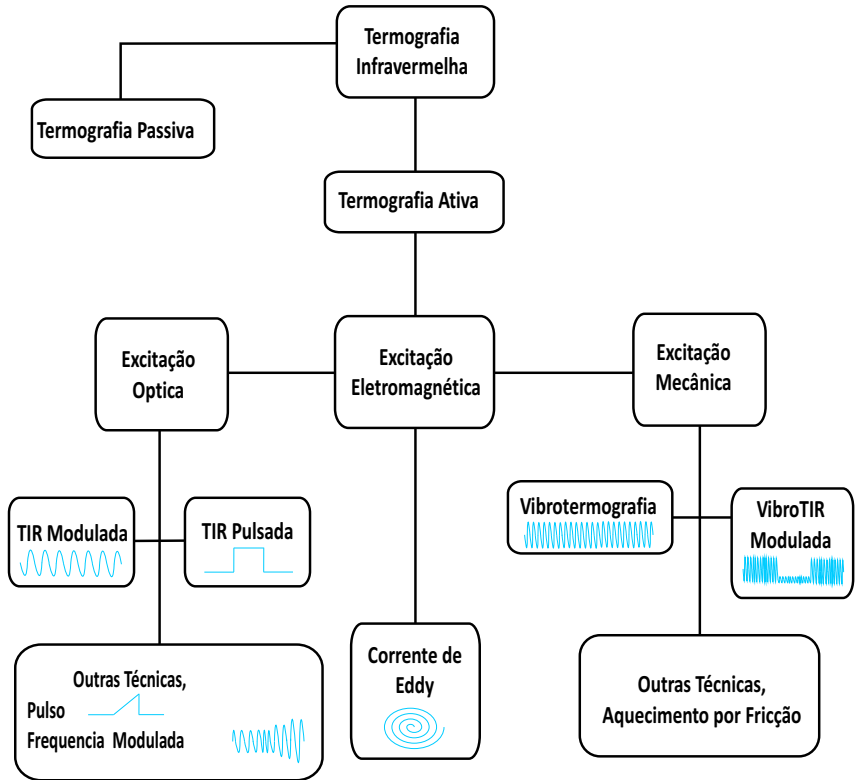 Termografia
Infravermelha
Termografia Passiva
Termografia Ativa
Excitação
Optica
Excitação
Eletromagnética
Excitação
Mecânica
TIR Modulada
TIR Pulsada
Vibrotermografia
VibroTIR
Modulada
Outras Técnicas,
Pulso
Frequencia Modulada
Corrente de
Eddy
Outras Técnicas,
Aquecimento por Fricção